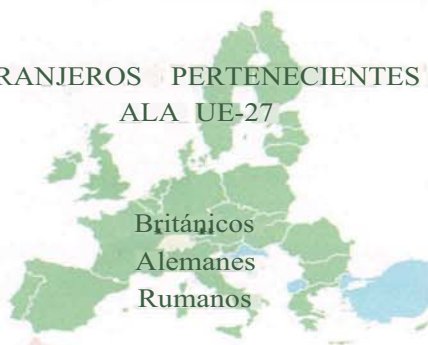 RANJEROS PERTENECIENTES
ALA UE-27
Británicos
Alemanes
Rumanos